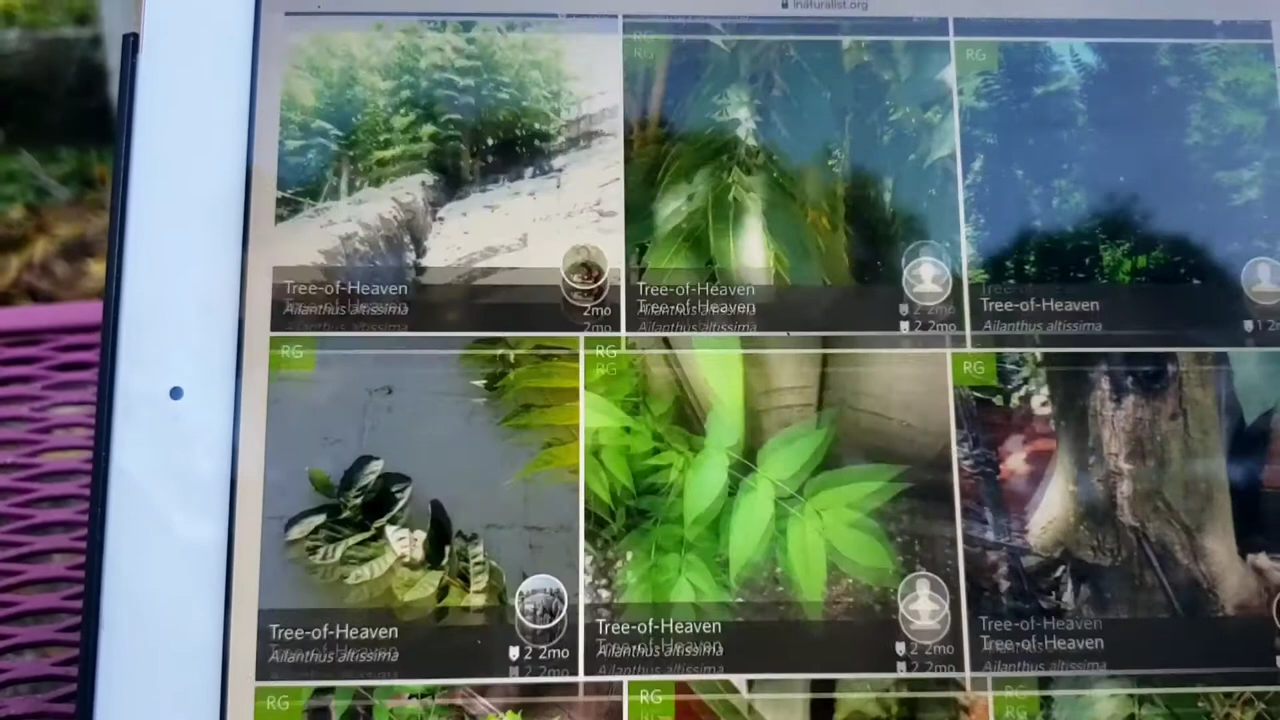 inaturalist.org
RG
RG
Tree-of-Heaven
Ailanthus altissima
2mo
Tree-of-Heaven
Ailanthus altissima
2 2mo
Tree-of-Heaven
Ailanthus altissima
1
RG
RG
RG
Tree-of-Heaven
Ailanthus altissima
2 2mo
Tree-of-Heaven
Ailanthus altissima
2 2mo
Tree-of-Heaven
Ailanthus altissima
RG
RG
RG